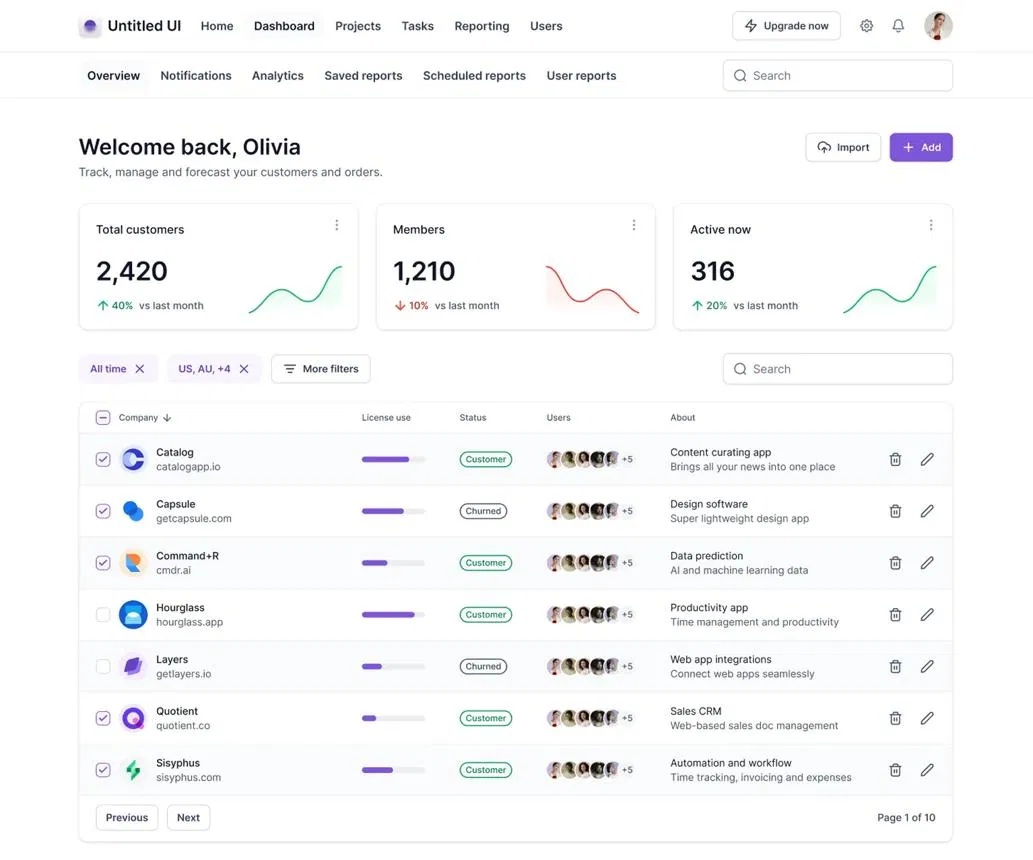 Untitled UI Home Dashboard Projects Tasks Reporting Users Upgrade now
Overview Notifications Analytics Saved reports Scheduled reports User reports Search
Welcome back, Olivia
Track, manage and forecast your customers and orders.
Import Add
Total customers
2,420
40% vs last month
Members
1,210
10% vs last month
Active now
316
20% vs last month
All time US, AU, +4 More filters Search
Company License use Status Users About
Catalog
catalogapp.io
Customer
+5
Content curating app
Brings all your news into one place
Capsule
getcapsule.com
Churned
+5
Design software
Super lightweight design app
Command+R
cmdr.ai
Customer
+5
Data prediction
AI and machine learning data
Hourglass
hourglass.app
Customer
+5
Productivity app
Time management and productivity
Layers
getlayers.io
Churned
+5
Web app integrations
Connect web apps seamlessly
Quotient
quotient.co
Customer
+5
Sales CRM
Web-based sales doc management
Sisyphus
sisyphus.com
Customer
+5
Automation and workflow
Time tracking, invoicing and expenses
Previous Next Page 1 of 10